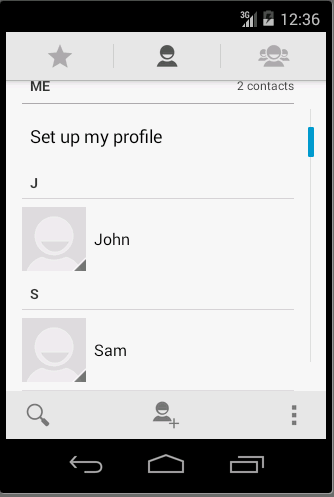 3G 12:36
ME 2 contacts
Set up my profile
J
John
S
Sam